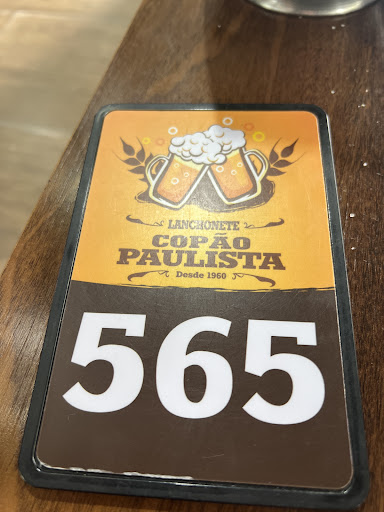 LANCHONETE
COPÃO
PAULISTA
Desde 1960
565